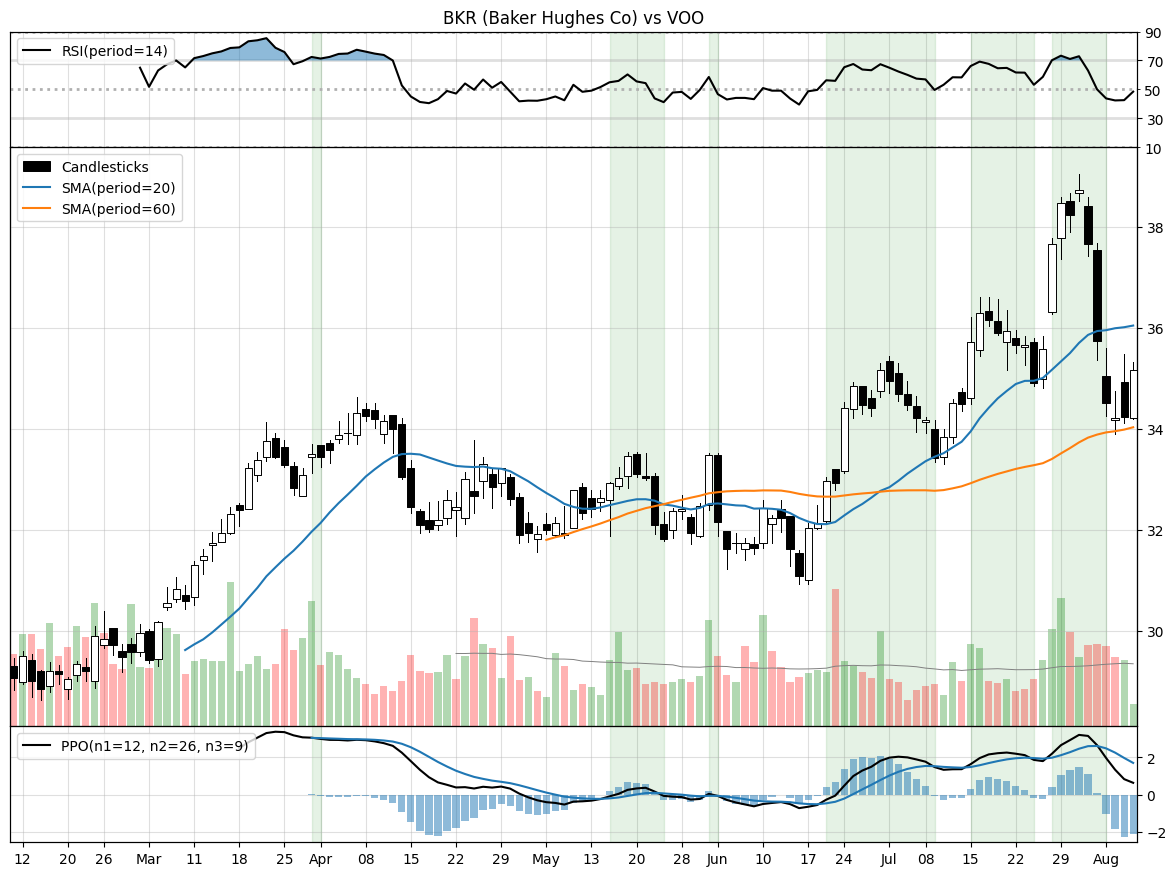 BKR (Baker Hughes Co) vs VOO
RSI(period=14)
90
70
50
30
10
Candlesticks
SMA(period=20)
SMA(period=60)
38
36
34
32
30
PPO(n1=12, n2=26, n3=9)
2
0
−2
12 20 26 Mar 11 18 25 Apr 08 15 22 29 May 13 20 28 Jun 10 17 24 Jul 08 15 22 29 Aug